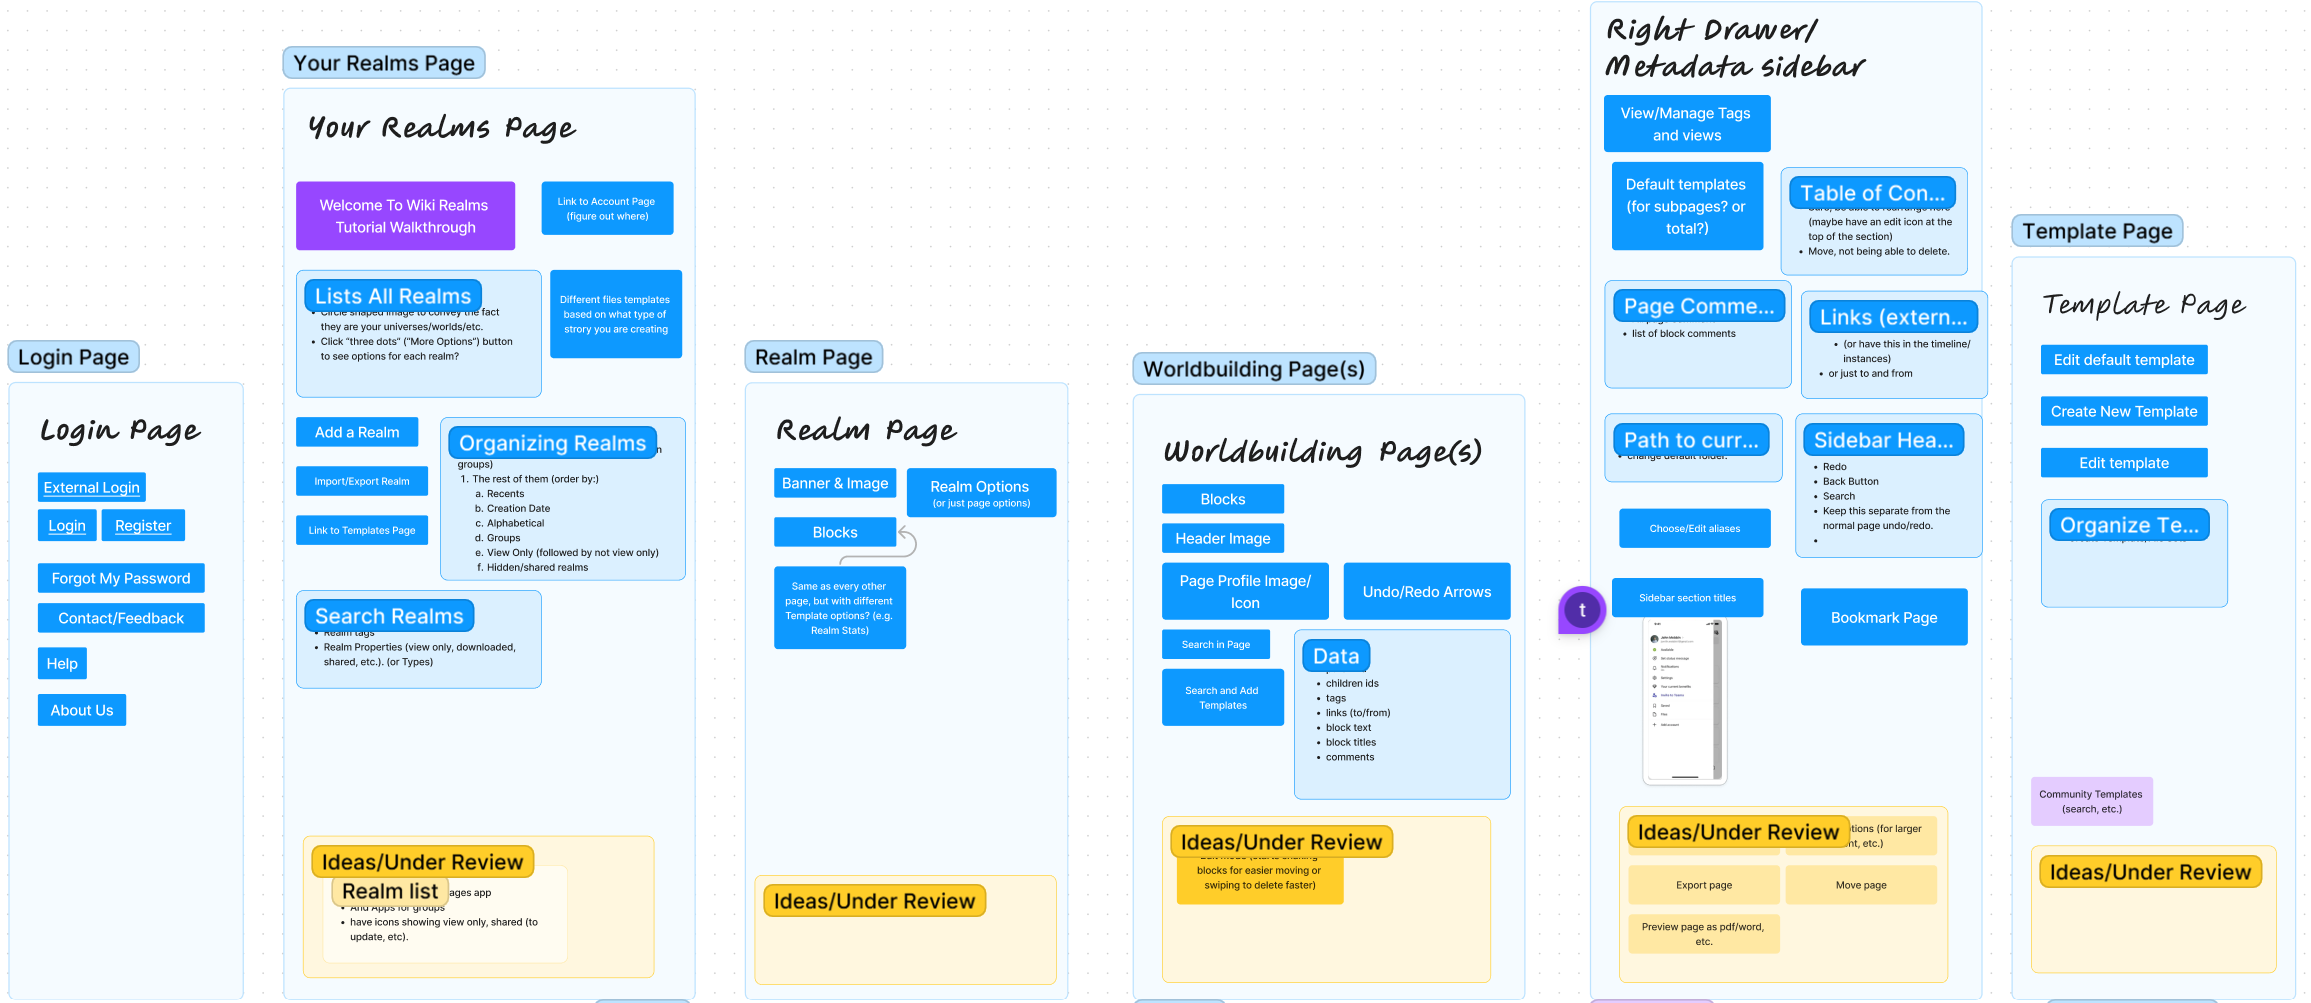 Login Page
Login Page
External Login
Login
Register
Forgot My Password
Contact/Feedback
Help
About Us
Your Realms Page
Your Realms Page
Welcome To Wiki Realms
Tutorial Walkthrough
Link to Account Page
(figure out where)
Lists All Realms
Circle shaped image to convey the fact
they are your universes/worlds/etc.
• Click “three dots” (“More Options”) button
to see options for each realm?
Different files templates
based on what type of
strory you are creating
Add a Realm
Import/Export Realm
Link to Templates Page
Organizing Realms
groups)
1. The rest of them (order by:)
a. Recents
b. Creation Date
c. Alphabetical
d. Groups
e. View Only (followed by not view only)
f. Hidden/shared realms
Search Realms
• Realm tags
• Realm Properties (view only, downloaded,
shared, etc.). (or Types)
Ideas/Under Review
Realm list
ages app
• And Apps for groups
• have icons showing view only, shared (to
update, etc).
Realm Page
Realm Page
Banner & Image
Realm Options
(or just page options)
Blocks
Same as every other
page, but with different
Template options? (e.g.
Realm Stats)
Ideas/Under Review
Worldbuilding Page(s)
Worldbuilding Page(s)
Blocks
Header Image
Page Profile Image/
Icon
Undo/Redo Arrows
Search in Page
Search and Add
Templates
Data
• children ids
• tags
• links (to/from)
• block text
• block titles
• comments
Ideas/Under Review
blocks for easier moving or
swiping to delete faster)
Right Drawer/
Metadata sidebar
View/Manage Tags
and views
Default templates
(for subpages? or
total?)
Table of Con...
(maybe have an edit icon at the
top of the section)
• Move, not being able to delete.
Page Comme...
• list of block comments
Links (extern...
• (or have this in the timeline/
instances)
• or just to and from
Path to curr...
change default folder.
Sidebar Hea...
• Redo
• Back Button
• Search
• Keep this separate from the
normal page undo/redo.
•
Choose/Edit aliases
Sidebar section titles
Bookmark Page
t
Ideas/Under Review
tions (for larger
nt, etc.)
Export page
Move page
Preview page as pdf/word,
etc.
Template Page
Template Page
Edit default template
Create New Template
Edit template
Organize Te...
Community Templates
(search, etc.)
Ideas/Under Review